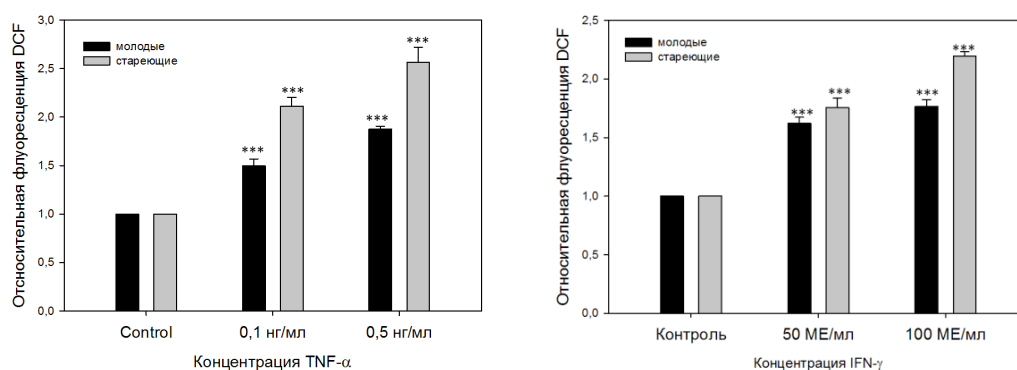 Отсносительная флуоресценция DCF
3,0
2,5
2,0
1,5
1,0
0,5
0,0
молодые
стареющие
***
***
***
***
Control
0,1 нг/мл
0,5 нг/мл
Концентрация TNF-α
Относительная флуоресценция DCF
2,5
2,0
1,5
1,0
0,5
0,0
молодые
стареющие
***
***
***
***
Контроль
50 МЕ/мл
100 МЕ/мл
Концентрация IFN-γ